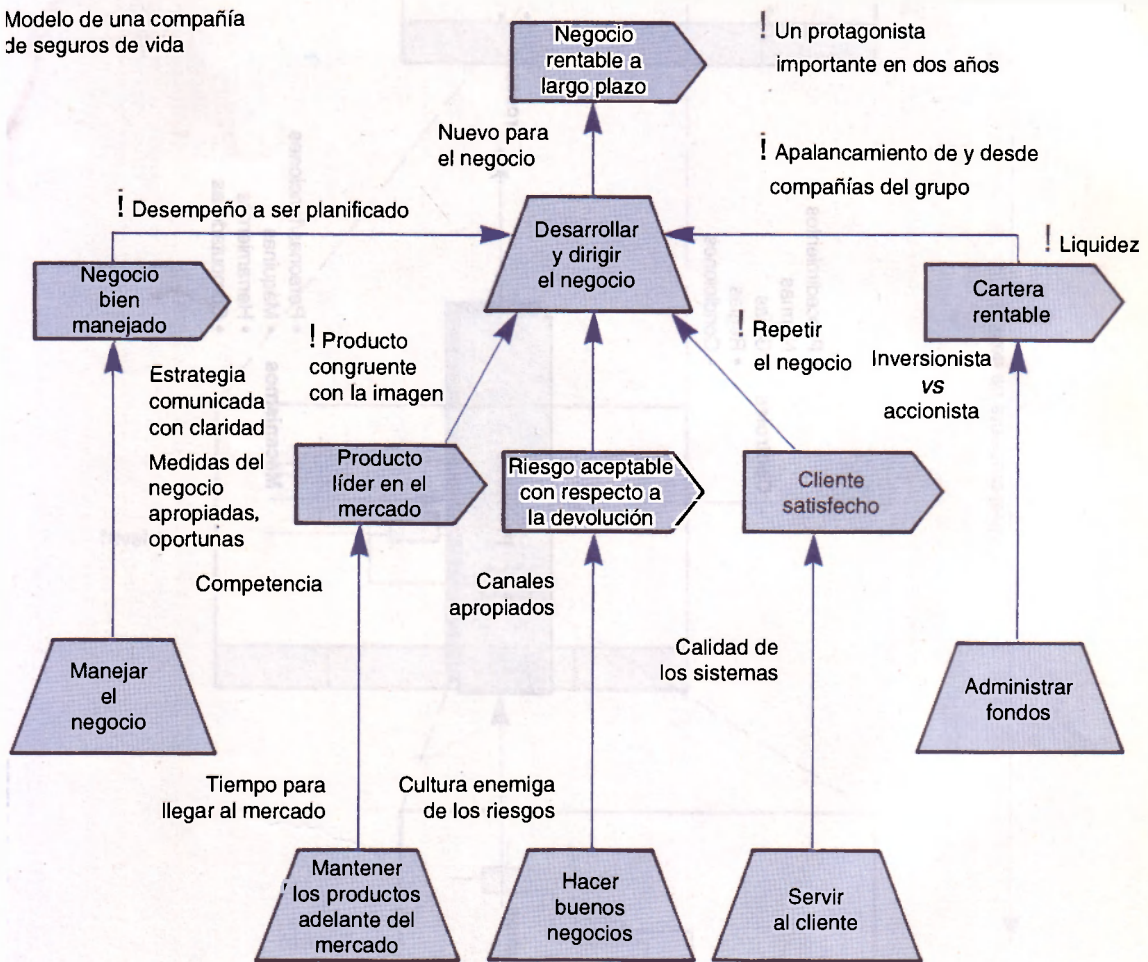 Modelo de una compañía
de seguros de vida
Negocio
rentable a
largo plazo
! Un protagonista
importante en dos años
Nuevo para
el negocio
! Apalancamiento de y desde
compañías del grupo
! Desempeño a ser planificado
Desarrollar
y dirigir
el negocio
! Liquidez
Negocio
bien
manejado
Cartera
rentable
! Producto
congruente
con la imagen
! Repetir
el negocio
Inversionista
vs
accionista
Estrategia
comunicada
con claridad
Medidas del
negocio
apropiadas,
oportunas
Producto
líder en el
mercado
Riesgo aceptable
con respecto a
la devolución
Cliente
satisfecho
Competencia
Canales
apropiados
Calidad de
los sistemas
Manejar
el
negocio
Administrar
fondos
Tiempo para
llegar al mercado
Cultura enemiga
de los riesgos
Mantener
los productos
adelante del
mercado
Hacer
buenos
negocios
Servir
al cliente